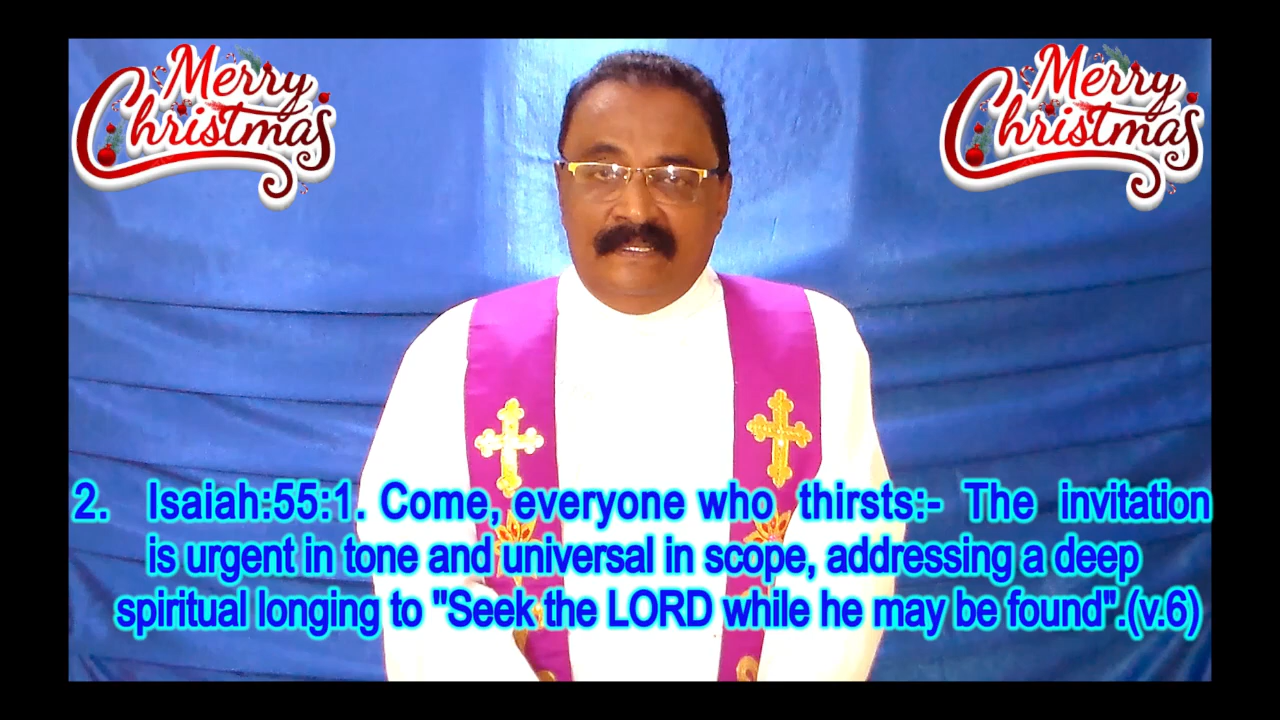 Merry
Christmas
Merry
Christmas
2. Isaiah:55:1. Come, everyone who thirsts:- The invitation
is urgent in tone and universal in scope, addressing a deep
spiritual longing to "Seek the LORD while he may be found".(v.6)